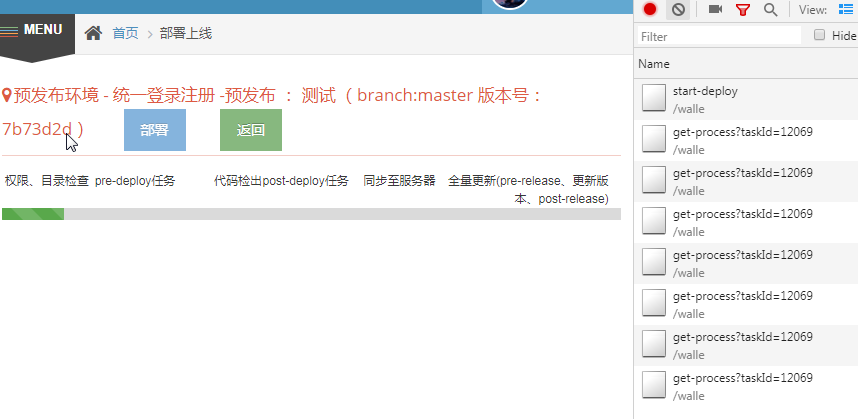 MENU 首页 部署上线
预发布环境 - 统一登录注册 -预发布 ： 测试 （ branch:master 版本号：
7b73d2d ） 部署 返回
权限、目录检查 pre-deploy任务 代码检出post-deploy任务 同步至服务器 全量更新(pre-release、更新版
本、post-release)
View:
Filter Hide
Name
start-deploy
/walle
get-process?taskId=12069
/walle
get-process?taskId=12069
/walle
get-process?taskId=12069
/walle
get-process?taskId=12069
/walle
get-process?taskId=12069
/walle
get-process?taskId=12069
/walle
get-process?taskId=12069
/walle